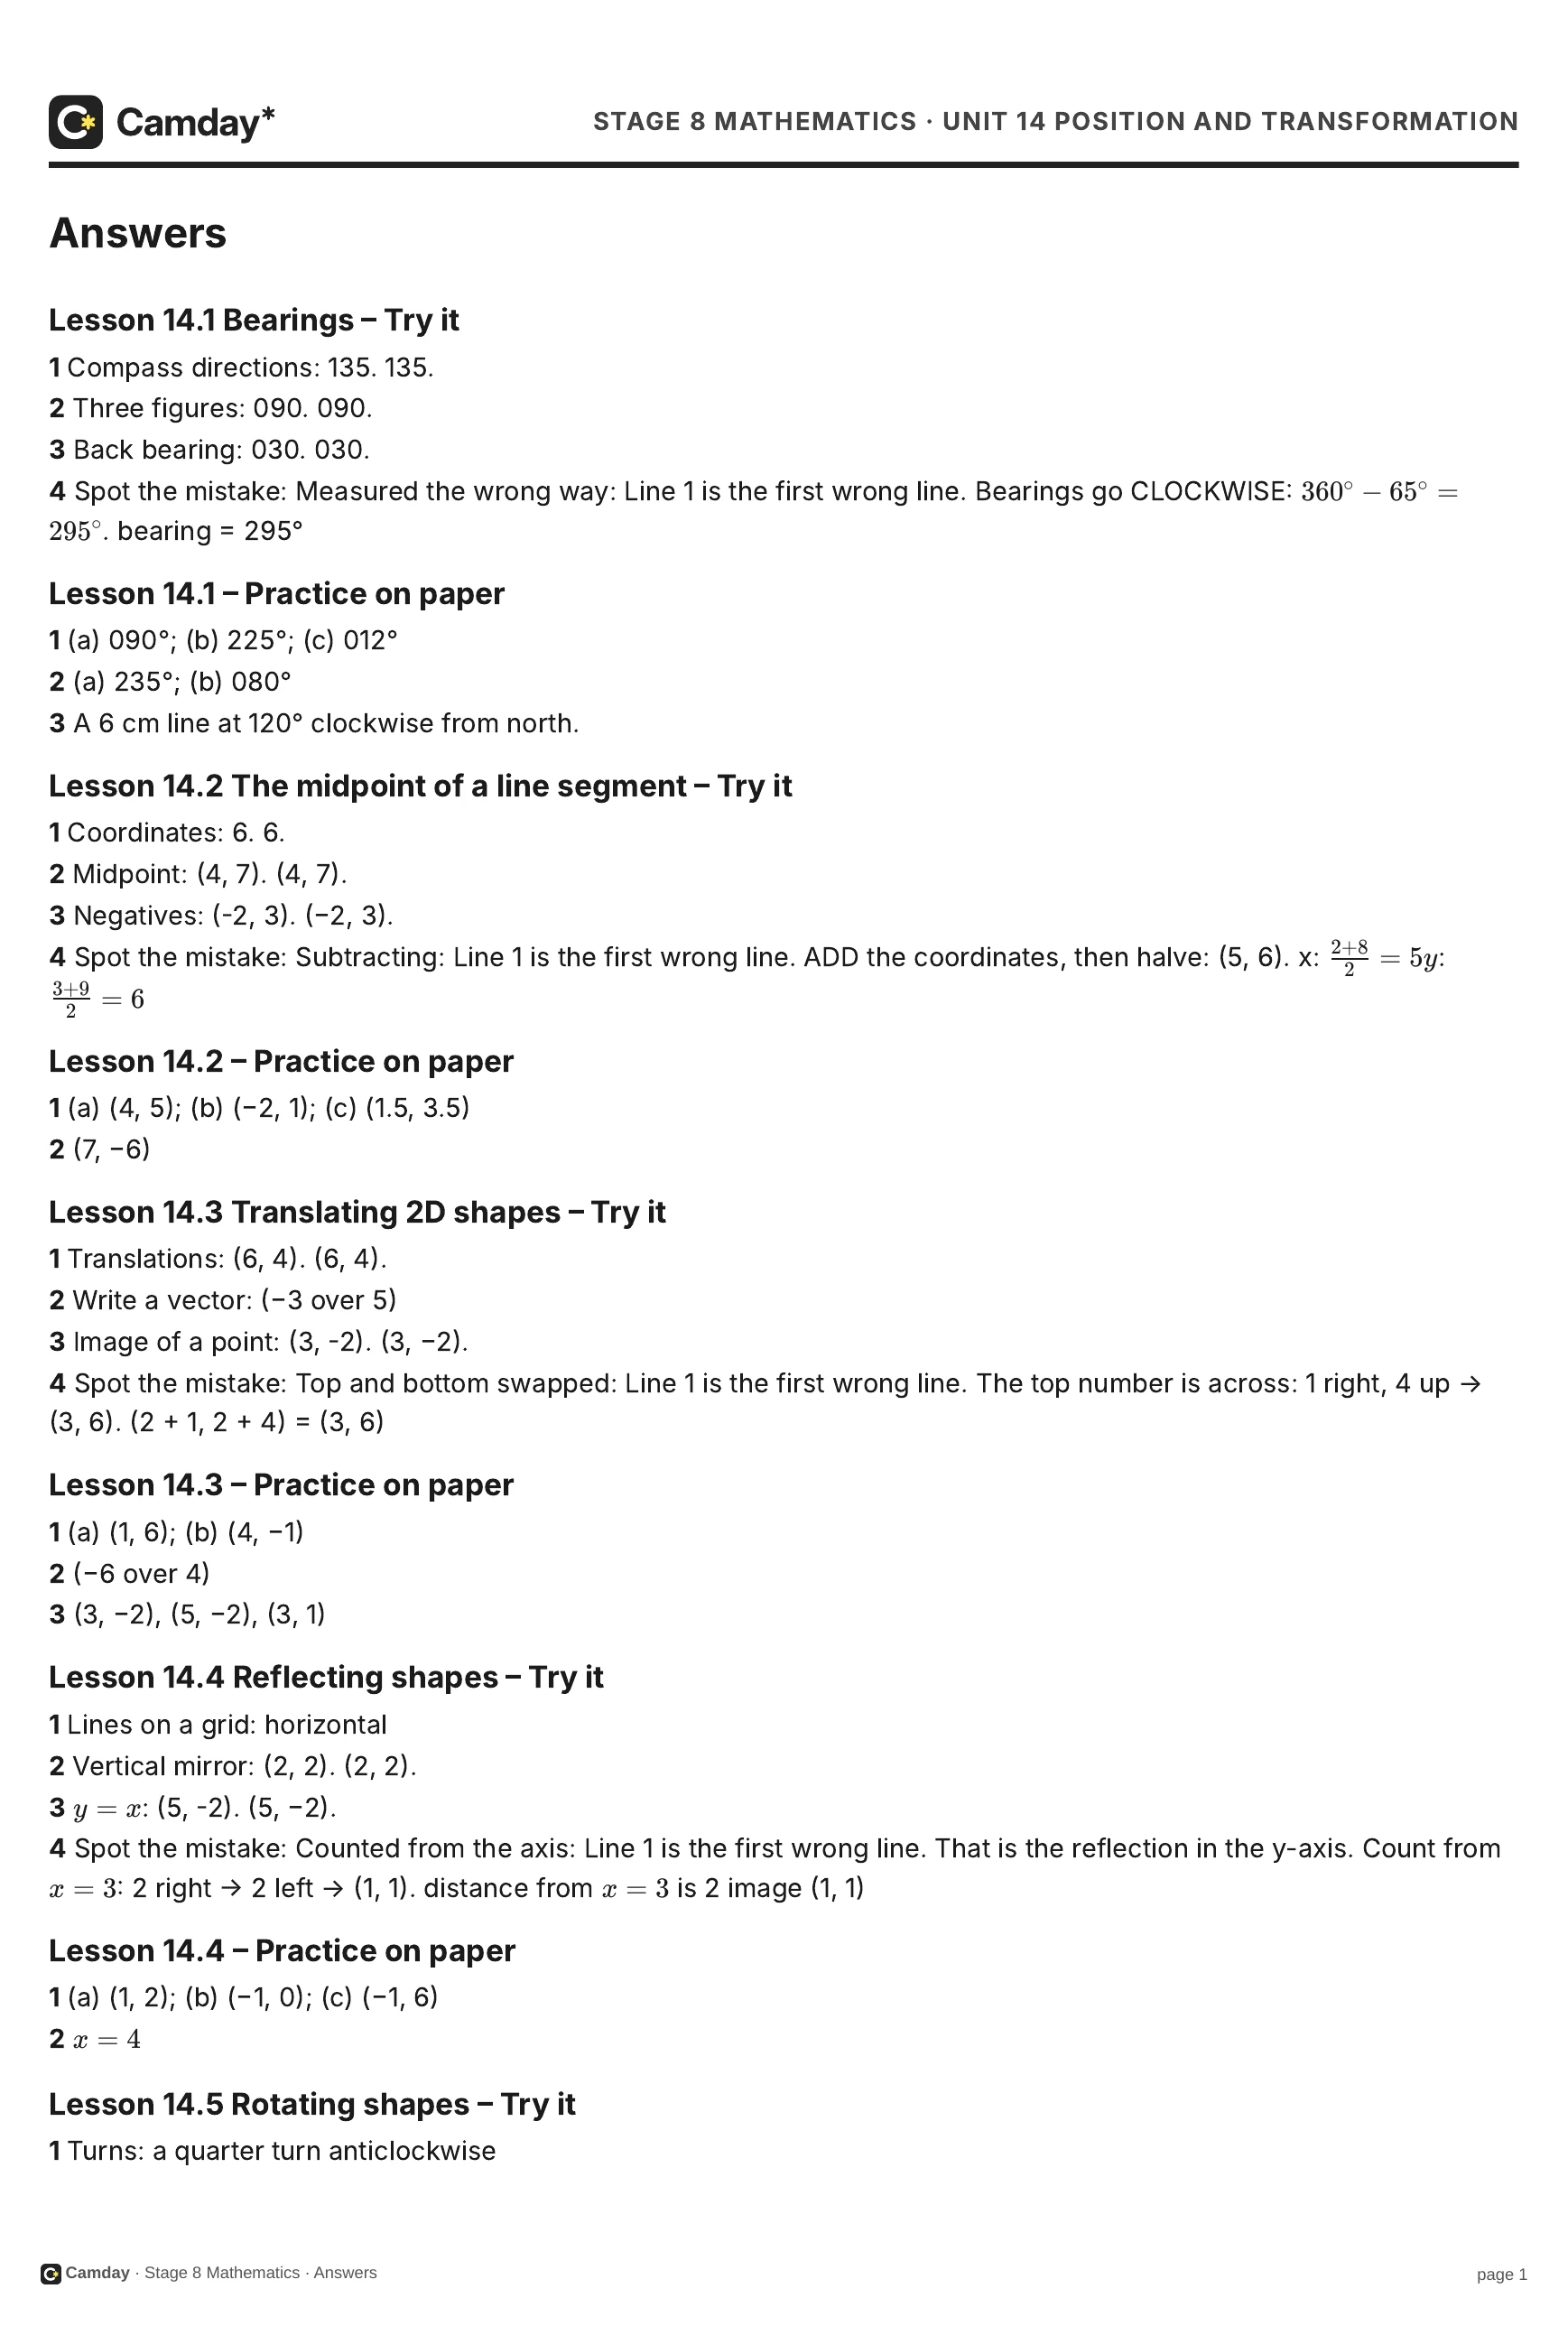 Camday*
STAGE 8 MATHEMATICS · UNIT 14 POSITION AND TRANSFORMATION
Answers
Lesson 14.1 Bearings – Try it
1 Compass directions: 135. 135.
2 Three figures: 090. 090.
3 Back bearing: 030. 030.
4 Spot the mistake: Measured the wrong way: Line 1 is the first wrong line. Bearings go CLOCKWISE: 360° − 65° =
295°. bearing = 295°
Lesson 14.1 – Practice on paper
1 (a) 090°; (b) 225°; (c) 012°
2 (a) 235°; (b) 080°
3 A 6 cm line at 120° clockwise from north.
Lesson 14.2 The midpoint of a line segment – Try it
1 Coordinates: 6. 6.
2 Midpoint: (4, 7). (4, 7).
3 Negatives: (-2, 3). (−2, 3).
4 Spot the mistake: Subtracting: Line 1 is the first wrong line. ADD the coordinates, then halve: (5, 6). x: \frac{2+8}{2} = 5y:
\frac{3+9}{2} = 6
Lesson 14.2 – Practice on paper
1 (a) (4, 5); (b) (−2, 1); (c) (1.5, 3.5)
2 (7, −6)
Lesson 14.3 Translating 2D shapes – Try it
1 Translations: (6, 4). (6, 4).
2 Write a vector: (−3 over 5)
3 Image of a point: (3, -2). (3, −2).
4 Spot the mistake: Top and bottom swapped: Line 1 is the first wrong line. The top number is across: 1 right, 4 up →
(3, 6). (2 + 1, 2 + 4) = (3, 6)
Lesson 14.3 – Practice on paper
1 (a) (1, 6); (b) (4, −1)
2 (−6 over 4)
3 (3, −2), (5, −2), (3, 1)
Lesson 14.4 Reflecting shapes – Try it
1 Lines on a grid: horizontal
2 Vertical mirror: (2, 2). (2, 2).
3 y = x: (5, -2). (5, −2).
4 Spot the mistake: Counted from the axis: Line 1 is the first wrong line. That is the reflection in the y-axis. Count from
x = 3: 2 right → 2 left → (1, 1). distance from x = 3 is 2 image (1, 1)
Lesson 14.4 – Practice on paper
1 (a) (1, 2); (b) (−1, 0); (c) (−1, 6)
2 x = 4
Lesson 14.5 Rotating shapes – Try it
1 Turns: a quarter turn anticlockwise
Camday · Stage 8 Mathematics · Answers
page 1